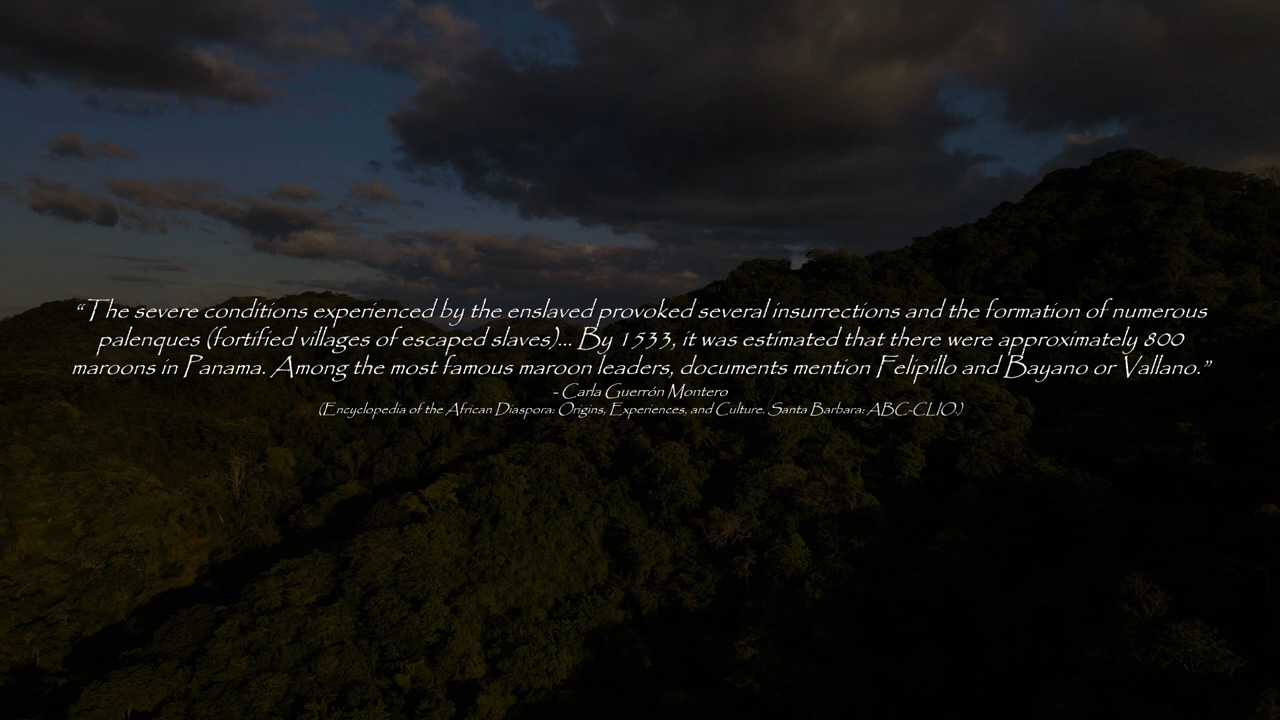 “The severe conditions experienced by the enslaved provoked several insurrections and the formation of numerous
palenques (fortified villages of escaped slaves)... By 1533, it was estimated that there were approximately 800
maroons in Panama. Among the most famous maroon leaders, documents mention Felipillo and Bayano or Vallano.”
- Carla Guerrón Montero
(Encyclopedia of the African Diaspora: Origins, Experiences, and Culture. Santa Barbara: ABC-CLIO.)